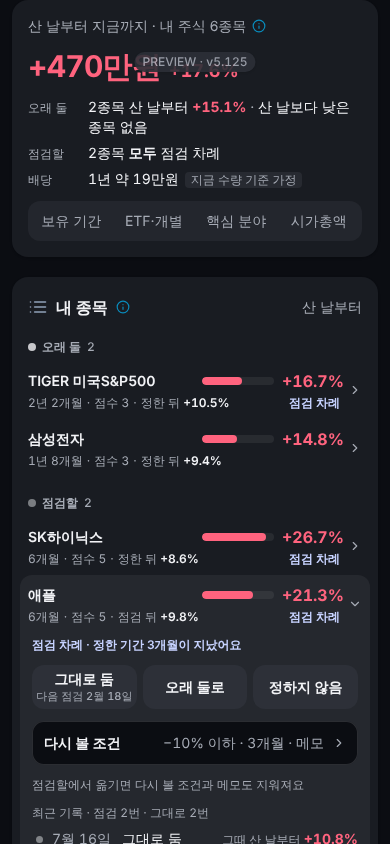 산 날부터 지금까지 · 내 주식 6종목
+470만원 +17.6%
PREVIEW · v5.125
오래 둘 2종목 산 날부터 +15.1% · 산 날보다 낮은
종목 없음
점검할 2종목 모두 점검 차례
배당 1년 약 19만원 지금 수량 기준 가정
보유 기간 ETF·개별 핵심 분야 시가총액
내 종목 산 날부터
오래 둘 2
TIGER 미국S&P500 +16.7%
2년 2개월 · 점수 3 · 정한 뒤 +10.5% 점검 차례
삼성전자 +14.8%
1년 8개월 · 점수 3 · 정한 뒤 +9.4%
점검할 2
SK하이닉스 +26.7%
6개월 · 점수 5 · 정한 뒤 +8.6% 점검 차례
애플 +21.3%
6개월 · 점수 5 · 점검 뒤 +9.8% 점검 차례
점검 차례 · 정한 기간 3개월이 지났어요
그대로 둠 오래 둘로 정하지 않음
다음 점검 2월 18일
다시 볼 조건 −10% 이하 · 3개월 · 메모
점검할에서 옮기면 다시 볼 조건과 메모도 지워져요
최근 기록 · 점검 2번 · 그대로 2번
7월 16일 그대로 둠 그때 산 날부터 +10.8%